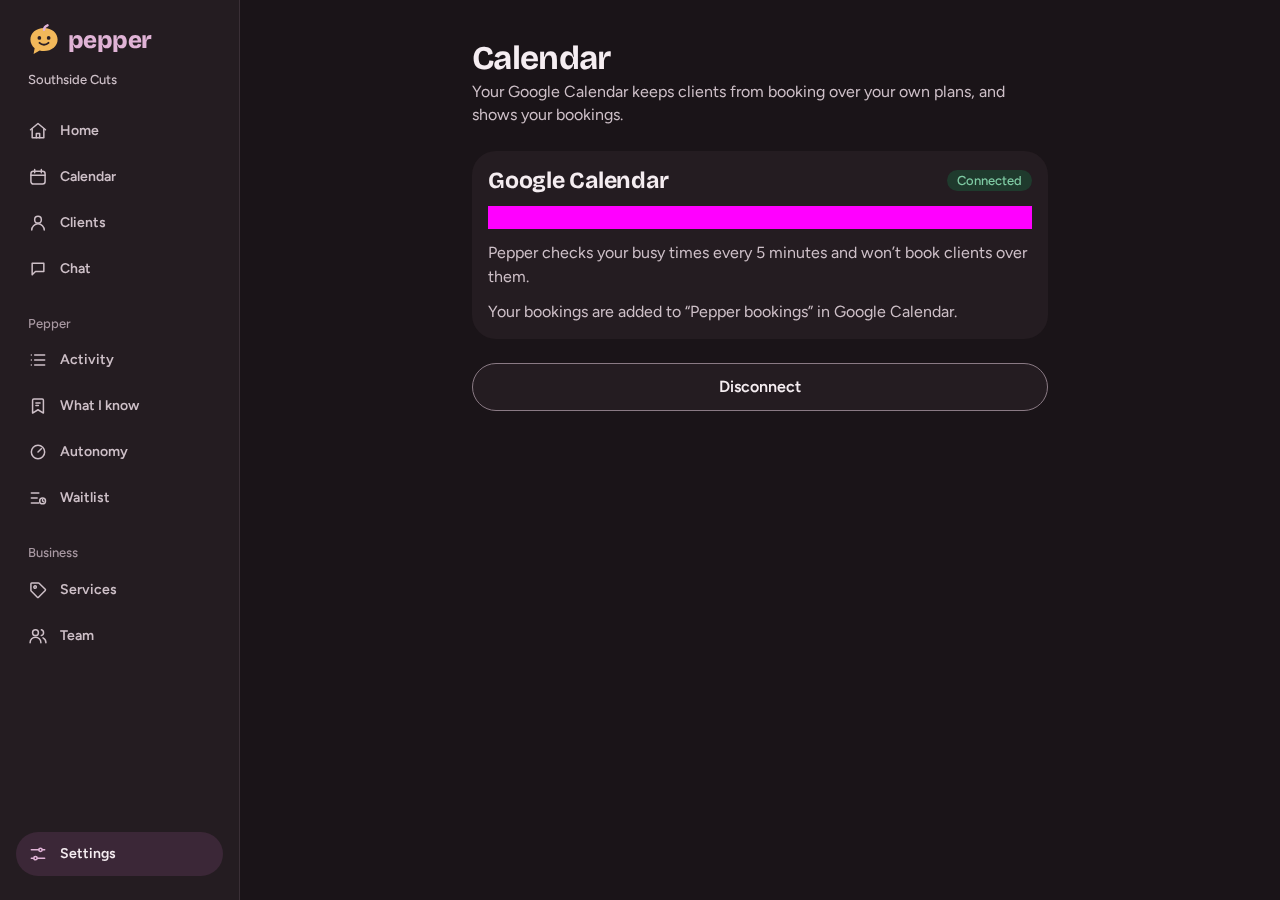 pepper
Southside Cuts
Home
Calendar
Clients
Chat
Pepper
Activity
What I know
Autonomy
Waitlist
Business
Services
Team
Settings
Calendar
Your Google Calendar keeps clients from booking over your own plans, and
shows your bookings.
Google Calendar
Connected
Pepper checks your busy times every 5 minutes and won’t book clients over
them.
Your bookings are added to “Pepper bookings” in Google Calendar.
Disconnect